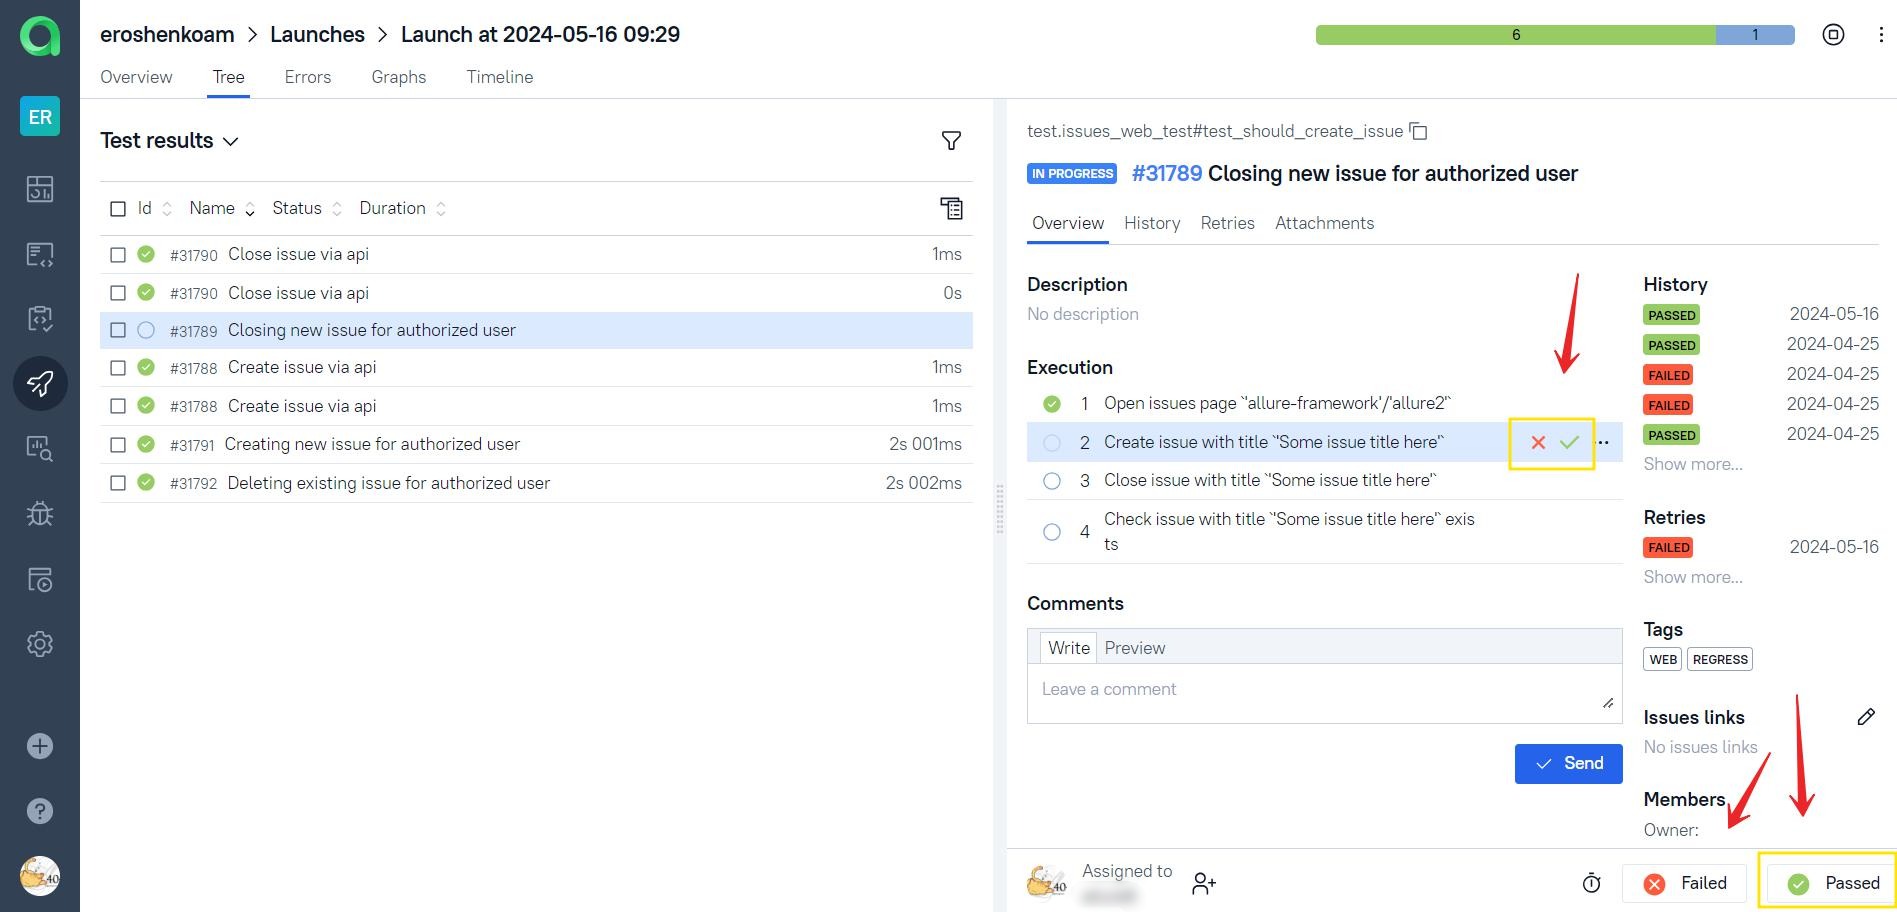 eroshenkoam > Launches > Launch at 2024-05-16 09:29
6
1
Overview
Tree
Errors
Graphs
Timeline
ER
Test results
Id
Name
Status
Duration
#31790 Close issue via api 1ms
#31790 Close issue via api 0s
#31789 Closing new issue for authorized user
#31788 Create issue via api 1ms
#31788 Create issue via api 1ms
#31791 Creating new issue for authorized user 2s 001ms
#31792 Deleting existing issue for authorized user 2s 002ms
test.issues_web_test#test_should_create_issue
IN PROGRESS #31789 Closing new issue for authorized user
Overview
History
Retries
Attachments
Description
No description
Execution
1 Open issues page `'allure-framework'/'allure2'`
2 Create issue with title `'Some issue title here'`
3 Close issue with title `'Some issue title here'`
4 Check issue with title `'Some issue title here'` exis
ts
Comments
Write
Preview
Leave a comment
Send
History
PASSED 2024-05-16
PASSED 2024-04-25
FAILED 2024-04-25
FAILED 2024-04-25
PASSED 2024-04-25
Show more...
Retries
FAILED 2024-05-16
Show more...
Tags
WEB
REGRESS
Issues links
No issues links
Members
Owner:
40
40
Assigned to
Failed
Passed